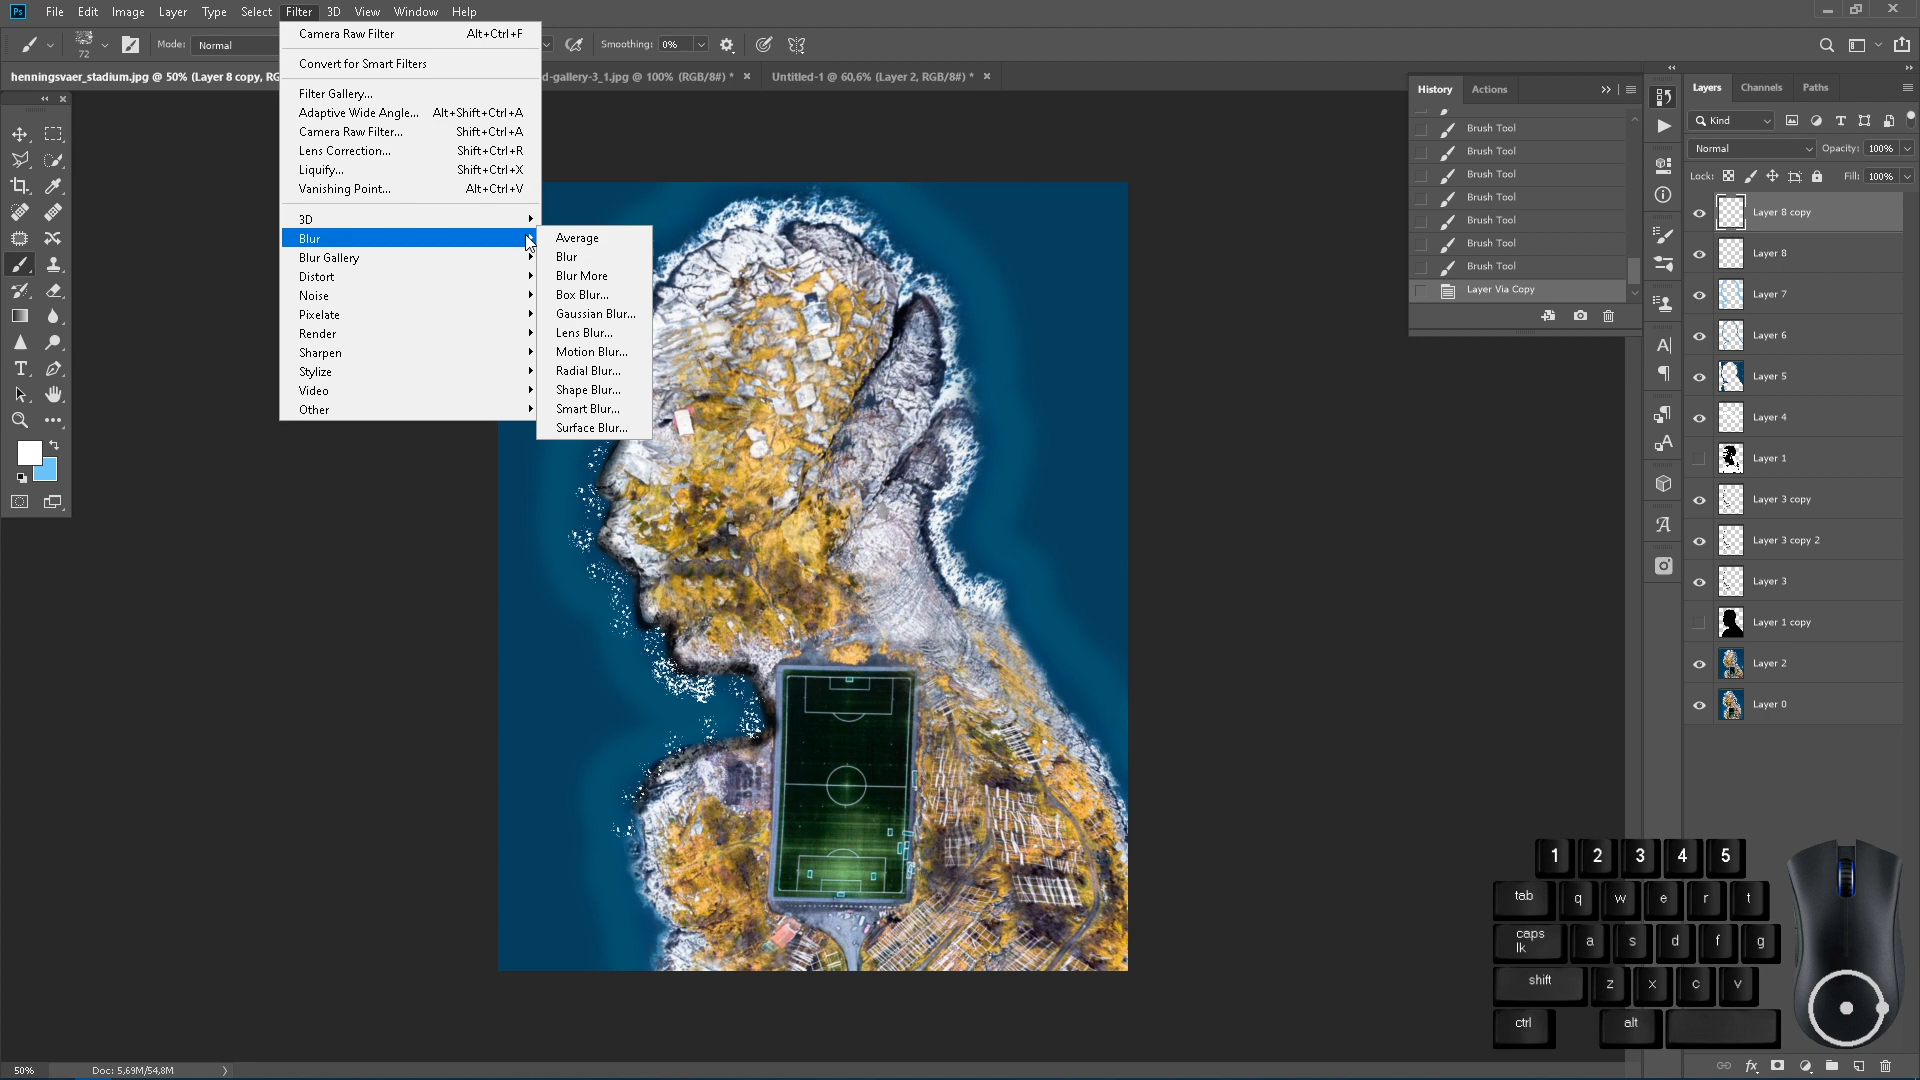 Ps File Edit Image Layer Type Select Filter 3D View Window Help
72 Mode: Normal Smoothing: 0%
henningsvaer_stadium.jpg @ 50% (Layer 8 copy, RG d-gallery-3_1.jpg @ 100% (RGB/8#) * × Untitled-1 @ 60,6% (Layer 2, RGB/8#) * ×
Camera Raw Filter Alt+Ctrl+F
Convert for Smart Filters
Filter Gallery...
Adaptive Wide Angle... Alt+Shift+Ctrl+A
Camera Raw Filter... Shift+Ctrl+A
Lens Correction... Shift+Ctrl+R
Liquify... Shift+Ctrl+X
Vanishing Point... Alt+Ctrl+V
3D
Blur
Blur Gallery
Distort
Noise
Pixelate
Render
Sharpen
Stylize
Video
Other
Average
Blur
Blur More
Box Blur...
Gaussian Blur...
Lens Blur...
Motion Blur...
Radial Blur...
Shape Blur...
Smart Blur...
Surface Blur...
History Actions
Brush Tool
Brush Tool
Brush Tool
Brush Tool
Brush Tool
Brush Tool
Brush Tool
Layer Via Copy
Layers Channels Paths
Kind
Normal Opacity: 100%
Lock: Fill: 100%
Layer 8 copy
Layer 8
Layer 7
Layer 6
Layer 5
Layer 4
Layer 1
Layer 3 copy
Layer 3 copy 2
Layer 3
Layer 1 copy
Layer 2
Layer 0
1 2 3 4 5
tab q w e r t
caps lk a s d f g
shift z x c v
ctrl alt
50% Doc: 5,69M/54,8M
fx